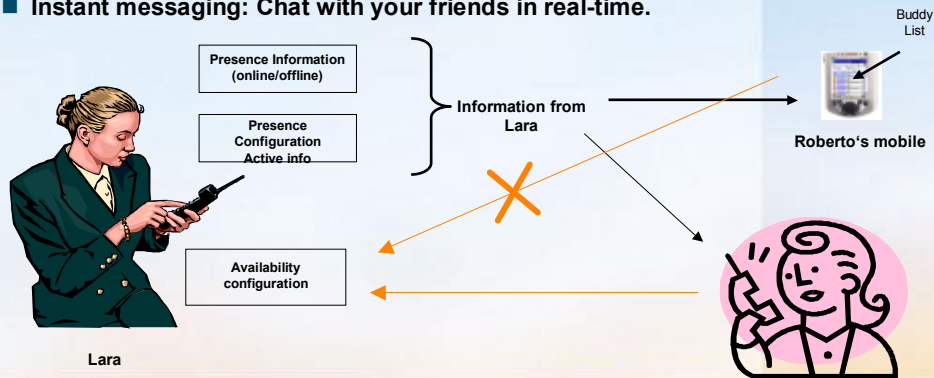 Instant messaging: Chat with your friends in real-time.
Buddy
List
Presence Information
(online/offline)
Information from
Lara
Presence
Configuration
Active info
Roberto‘s mobile
Availability
configuration
Lara